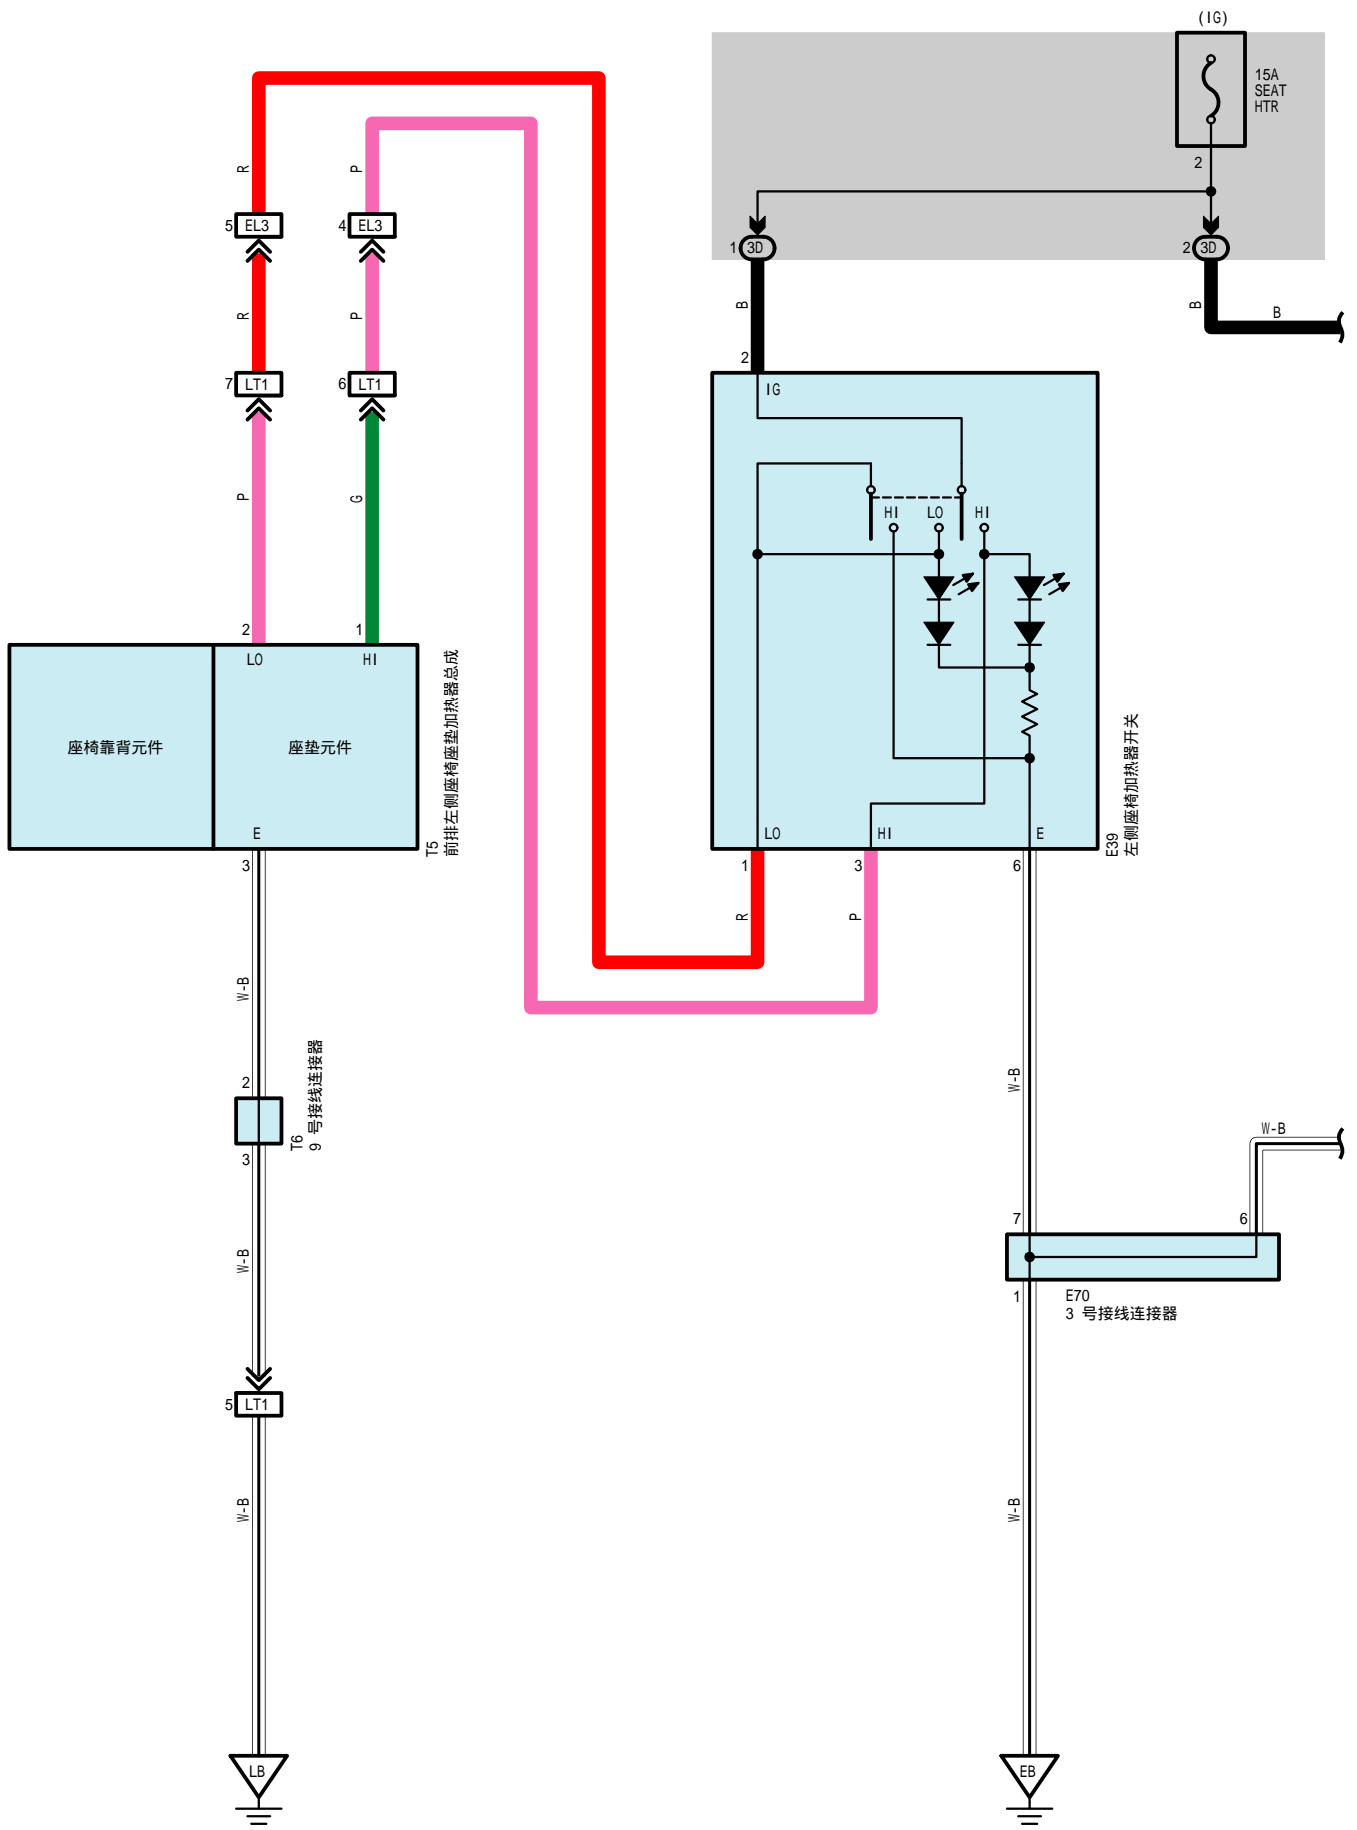 (IG)
15A
SEAT
HTR
2
1 3D
2 3D
R
P
5 EL3
4 EL3
B
B
B
R
P
2
IG
7 LT1
6 LT1
P
G
HI
LO
HI
2
1
LO
HI
座椅靠背元件
座垫元件
E
3
T5
前排左侧座椅座垫加热器总成
LO
HI
E
1
3
6
E39
左侧座椅加热器开关
R
P
W-B
W-B
2
3
T6
9 号接线连接器
W-B
7
6
W-B
1
E70
3 号接线连接器
5 LT1
W-B
W-B
LB
EB